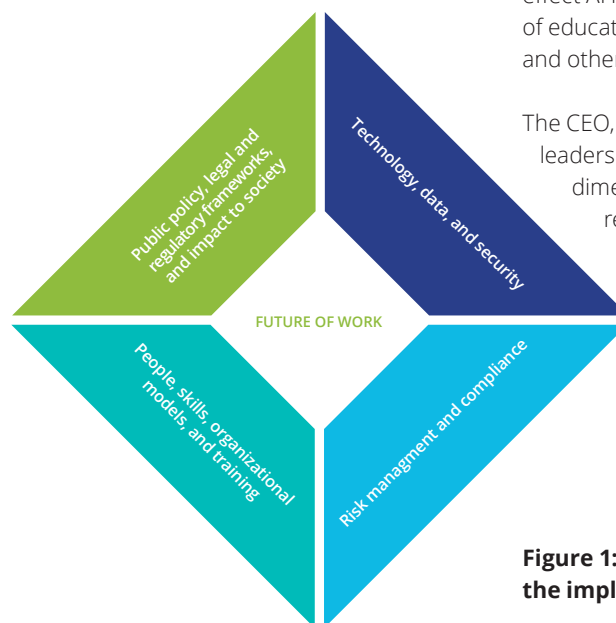 of educat
and other
The CEO,
leaders
dime
re
Public policy, legal and
regulatory frameworks,
and impact to society
Technology, data, and security
FUTURE OF WORK
People, skills, organizational
models, and training
Risk managment and compliance
Figure 1:
the impl